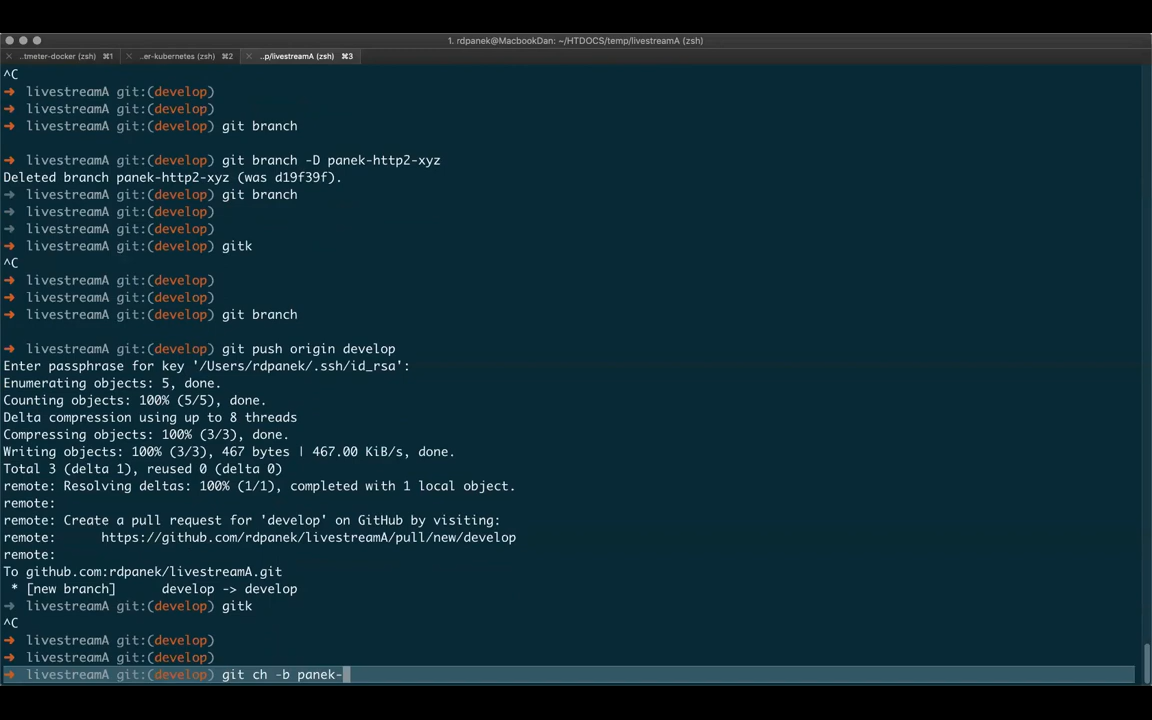 1. rdpanek@MacbookDan: ~/HTDOCS/temp/livestreamA (zsh)
× ..tmeter-docker (zsh) ⌘1 × ..er-kubernetes (zsh) ⌘2 × ..p/livestreamA (zsh) ⌘3
^C
➜ livestreamA git:(develop)
➜ livestreamA git:(develop)
➜ livestreamA git:(develop) git branch
➜ livestreamA git:(develop) git branch -D panek-http2-xyz
Deleted branch panek-http2-xyz (was d19f39f).
➜ livestreamA git:(develop) git branch
➜ livestreamA git:(develop)
➜ livestreamA git:(develop)
➜ livestreamA git:(develop) gitk
^C
➜ livestreamA git:(develop)
➜ livestreamA git:(develop)
➜ livestreamA git:(develop) git branch
➜ livestreamA git:(develop) git push origin develop
Enter passphrase for key '/Users/rdpanek/.ssh/id_rsa':
Enumerating objects: 5, done.
Counting objects: 100% (5/5), done.
Delta compression using up to 8 threads
Compressing objects: 100% (3/3), done.
Writing objects: 100% (3/3), 467 bytes | 467.00 KiB/s, done.
Total 3 (delta 1), reused 0 (delta 0)
remote: Resolving deltas: 100% (1/1), completed with 1 local object.
remote:
remote: Create a pull request for 'develop' on GitHub by visiting:
remote:      https://github.com/rdpanek/livestreamA/pull/new/develop
remote:
To github.com:rdpanek/livestreamA.git
 * [new branch]      develop -> develop
➜ livestreamA git:(develop) gitk
^C
➜ livestreamA git:(develop)
➜ livestreamA git:(develop)
➜ livestreamA git:(develop) git ch -b panek-